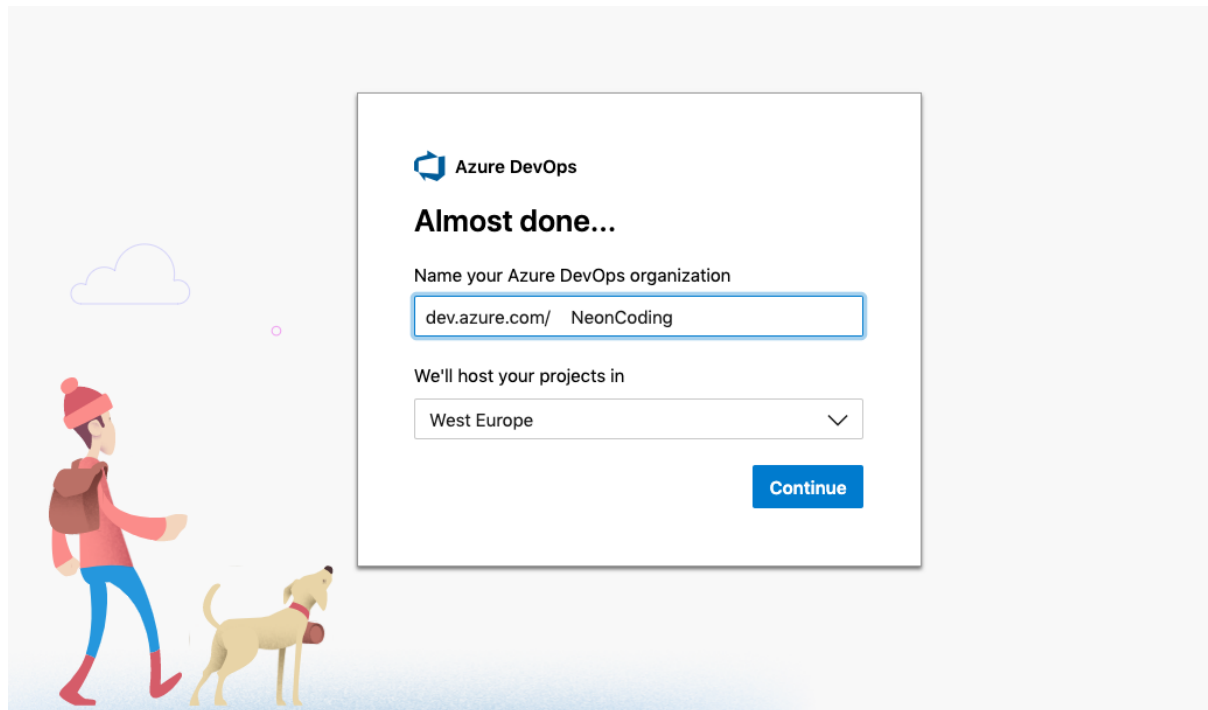 Azure DevOps
Almost done...
Name your Azure DevOps organization
dev.azure.com/ NeonCoding
We'll host your projects in
West Europe
Continue